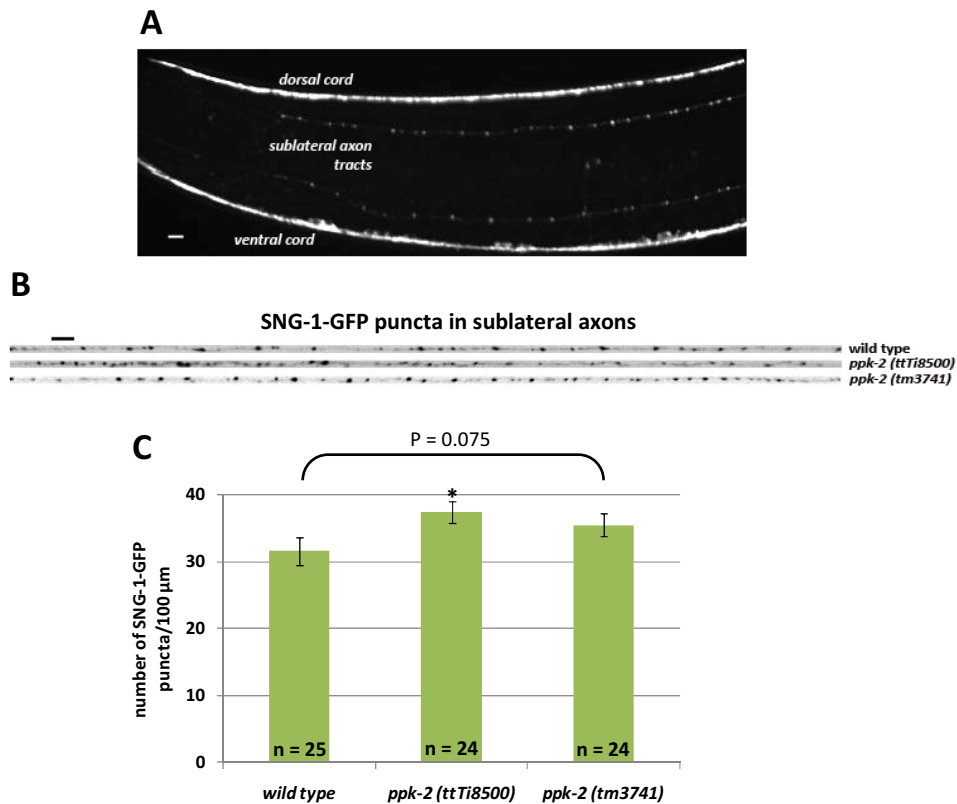 A
dorsal cord
sublateral axon
tracts
ventral cord
B
SNG-1-GFP puncta in sublateral axons
wild type
ppk-2 (ttTi8500)
ppk-2 (tm3741)
C
P = 0.075
number of SNG-1-GFP
puncta/100 µm
40
30
20
10
0
*
n = 25
n = 24
n = 24
wild type
ppk-2 (ttTi8500)
ppk-2 (tm3741)